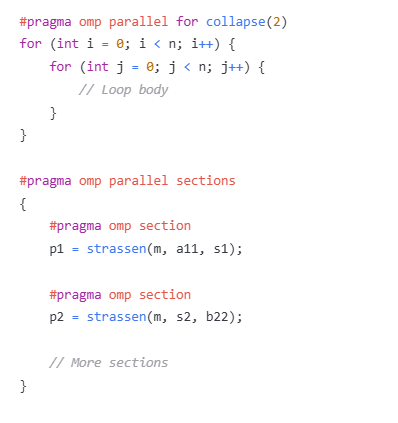 #pragma omp parallel for collapse(2)
for (int i = 0; i < n; i++) {
    for (int j = 0; j < n; j++) {
        // Loop body
    }
}

#pragma omp parallel sections
{
    #pragma omp section
    p1 = strassen(m, a11, s1);

    #pragma omp section
    p2 = strassen(m, s2, b22);

    // More sections
}